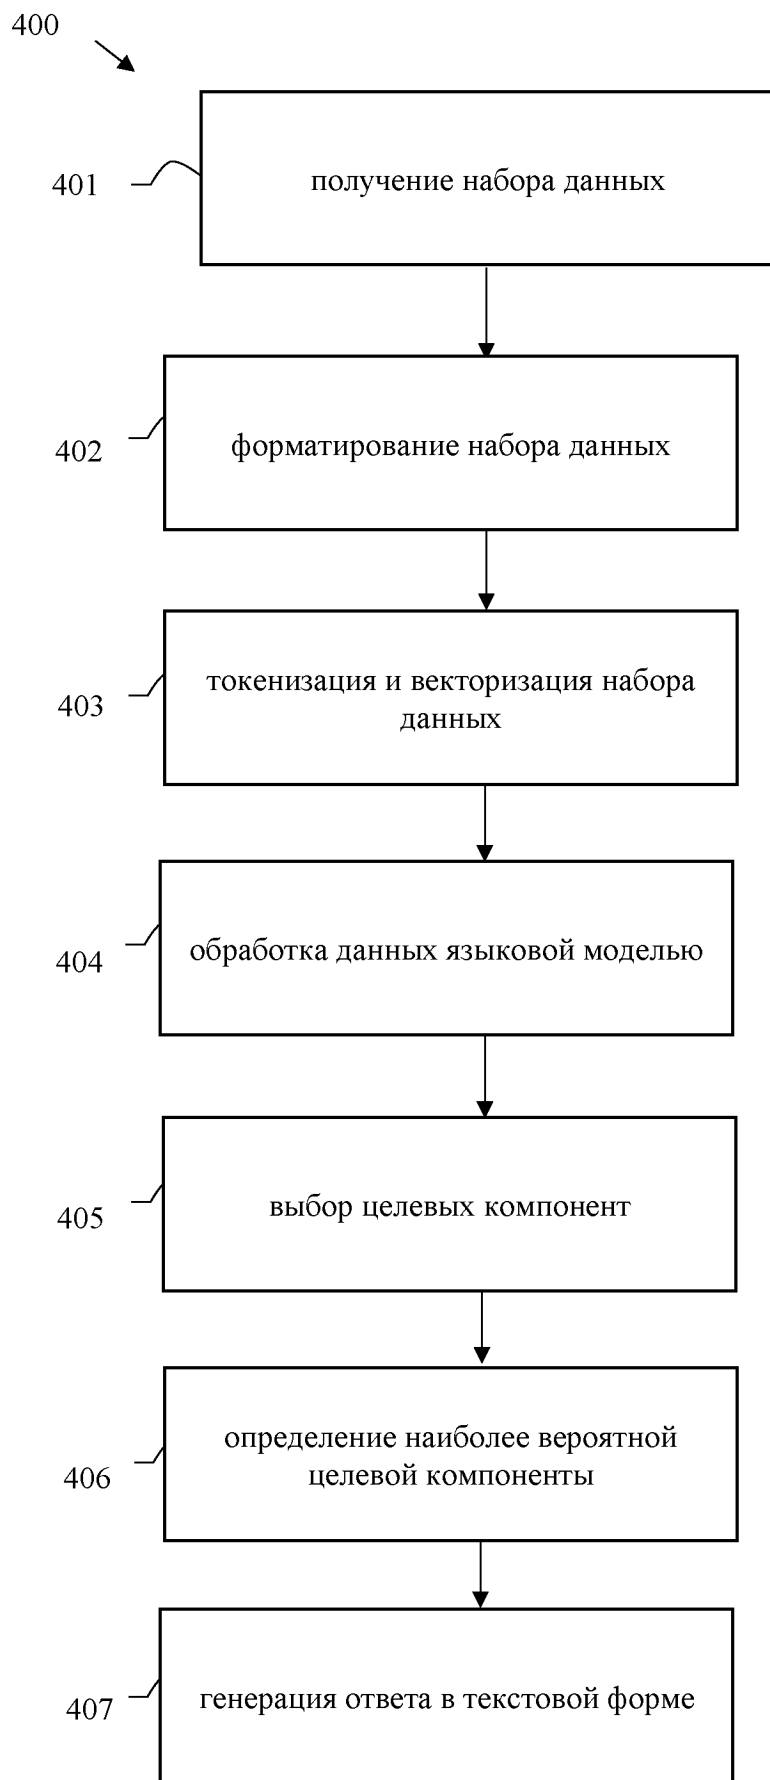 400
401
получение набора данных
402
форматирование набора данных
403
токенизация и векторизация набора
данных
404
обработка данных языковой моделью
405
выбор целевых компонент
406
определение наиболее вероятной
целевой компоненты
407
генерация ответа в текстовой форме